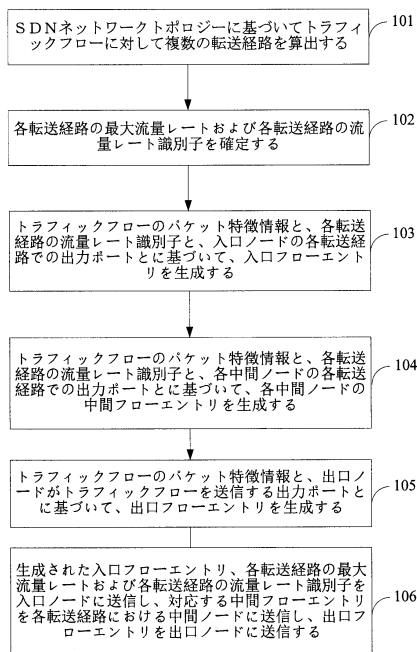 SDNネットワークトポロジーに基づいてトラフィ
ックフローに対して複数の転送経路を算出する
101
各転送経路の最大流量レートおよび各転送経路の流
量レート識別子を確定する
102
トラフィックフローのパケット特徴情報と、各転送
経路の流量レート識別子と、入口ノードの各転送経
路での出力ポートとに基づいて、入口フローエント
リを生成する
103
トラフィックフローのパケット特徴情報と、各転送
経路の流量レート識別子と、各中間ノードの各転送
経路での出力ポートとに基づいて、各中間ノードの
中間フローエントリを生成する
104
トラフィックフローのパケット特徴情報と、出口ノ
ードがトラフィックフローを送信する出力ポートと
に基づいて、出口フローエントリを生成する
105
生成された入口フローエントリ、各転送経路の最大
流量レートおよび各転送経路の流量レート識別子を
入口ノードに送信し、対応する中間フローエントリ
を各転送経路における中間ノードに送信し、出口フ
ローエントリを出口ノードに送信する
106